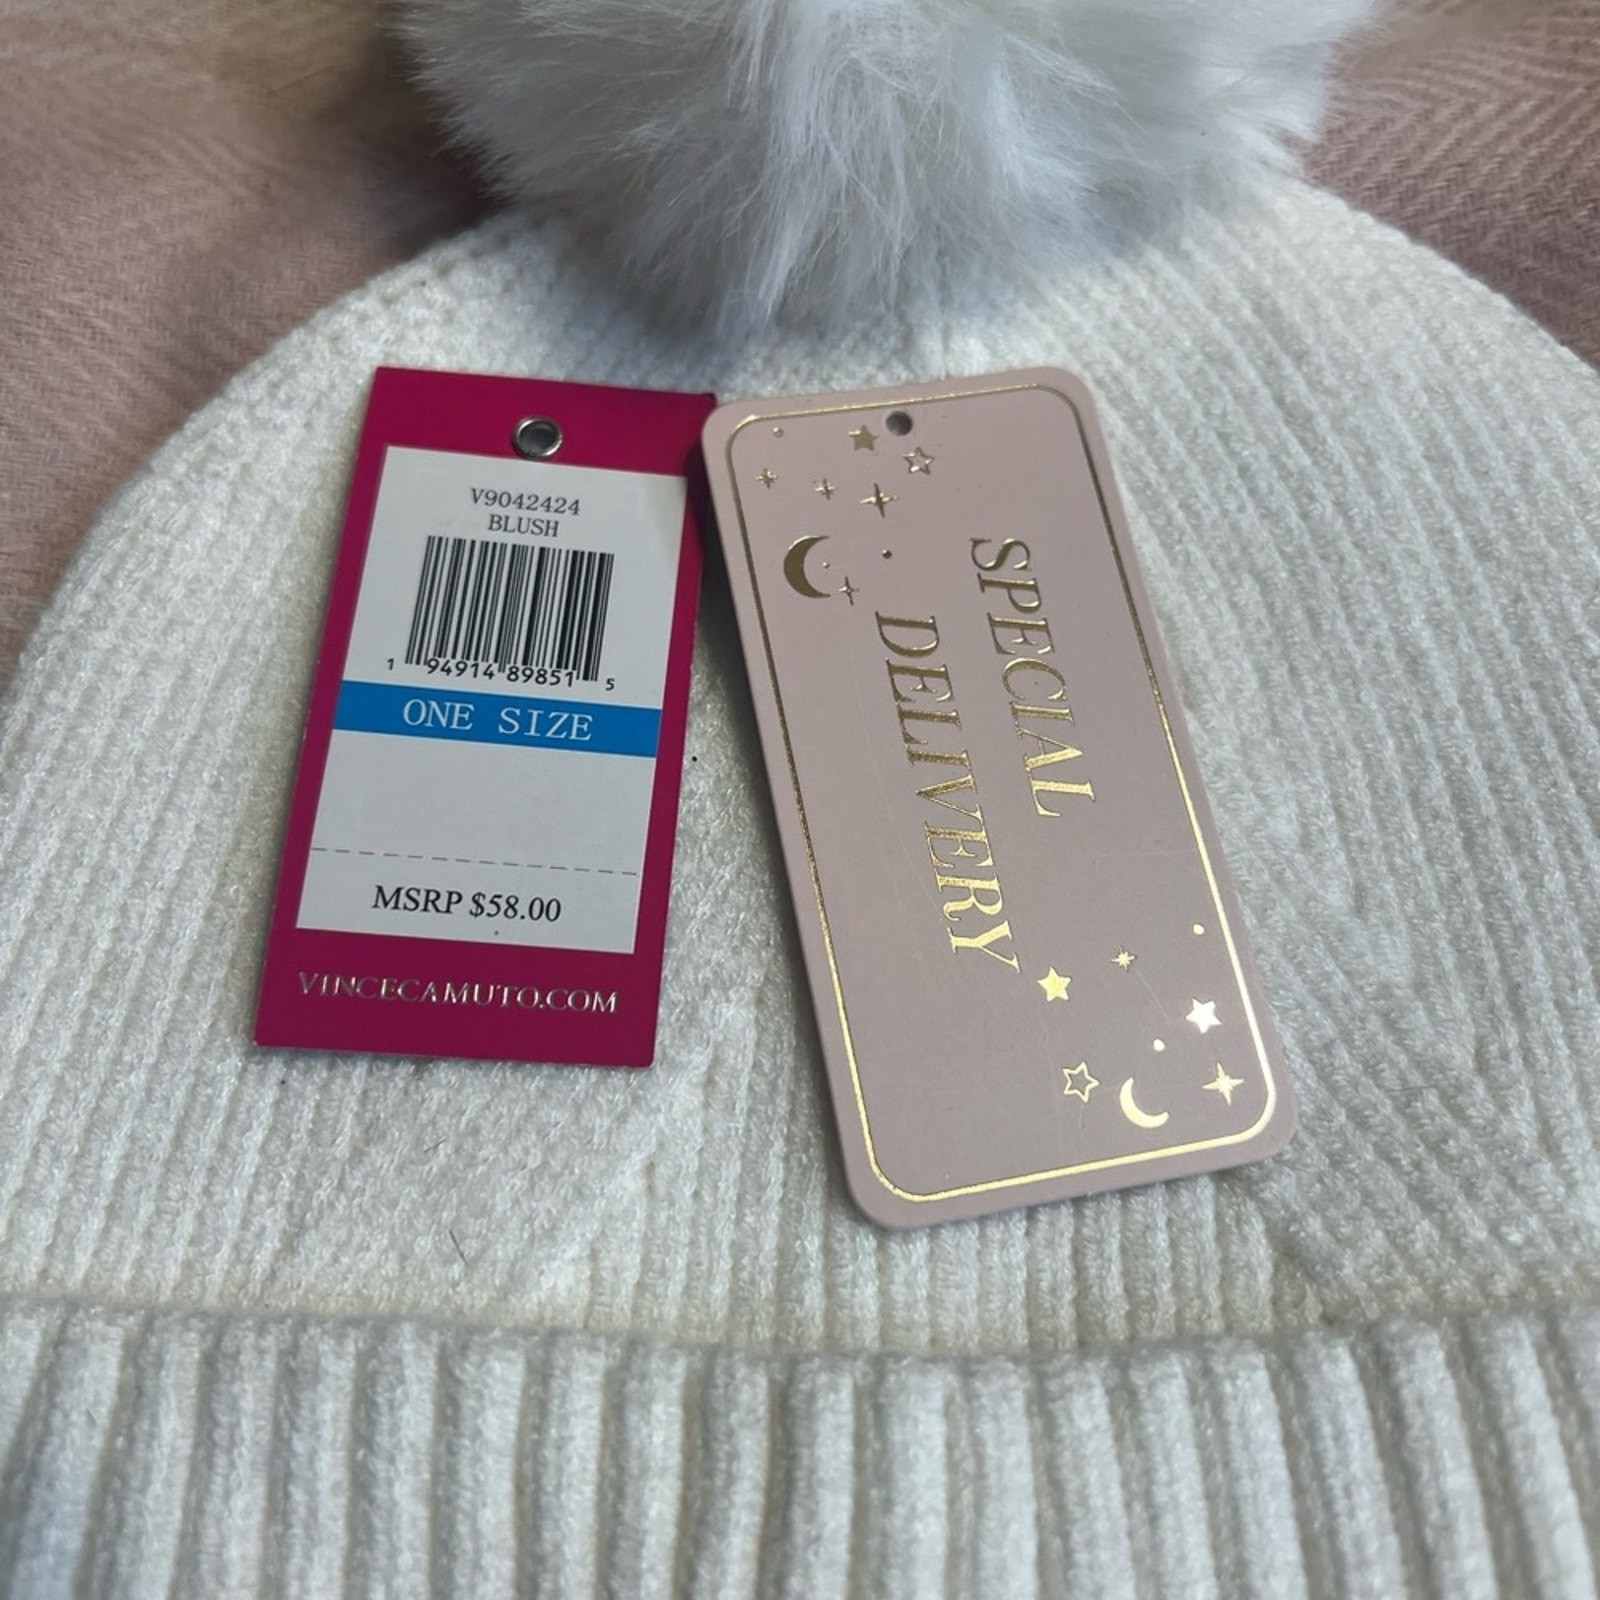 V9042424
BLUSH
1 94914 89851 5
ONE SIZE
MSRP $58.00
VINCECAMUTO.COM
SPECIAL
DELIVERY